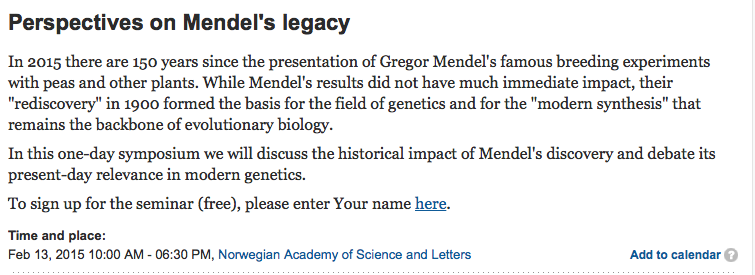 Perspectives on Mendel's legacy
In 2015 there are 150 years since the presentation of Gregor Mendel's famous breeding experiments
with peas and other plants. While Mendel's results did not have much immediate impact, their
"rediscovery" in 1900 formed the basis for the field of genetics and for the "modern synthesis" that
remains the backbone of evolutionary biology.
In this one-day symposium we will discuss the historical impact of Mendel's discovery and debate its
present-day relevance in modern genetics.
To sign up for the seminar (free), please enter Your name here.
Time and place:
Feb 13, 2015 10:00 AM - 06:30 PM, Norwegian Academy of Science and Letters
Add to calendar ?